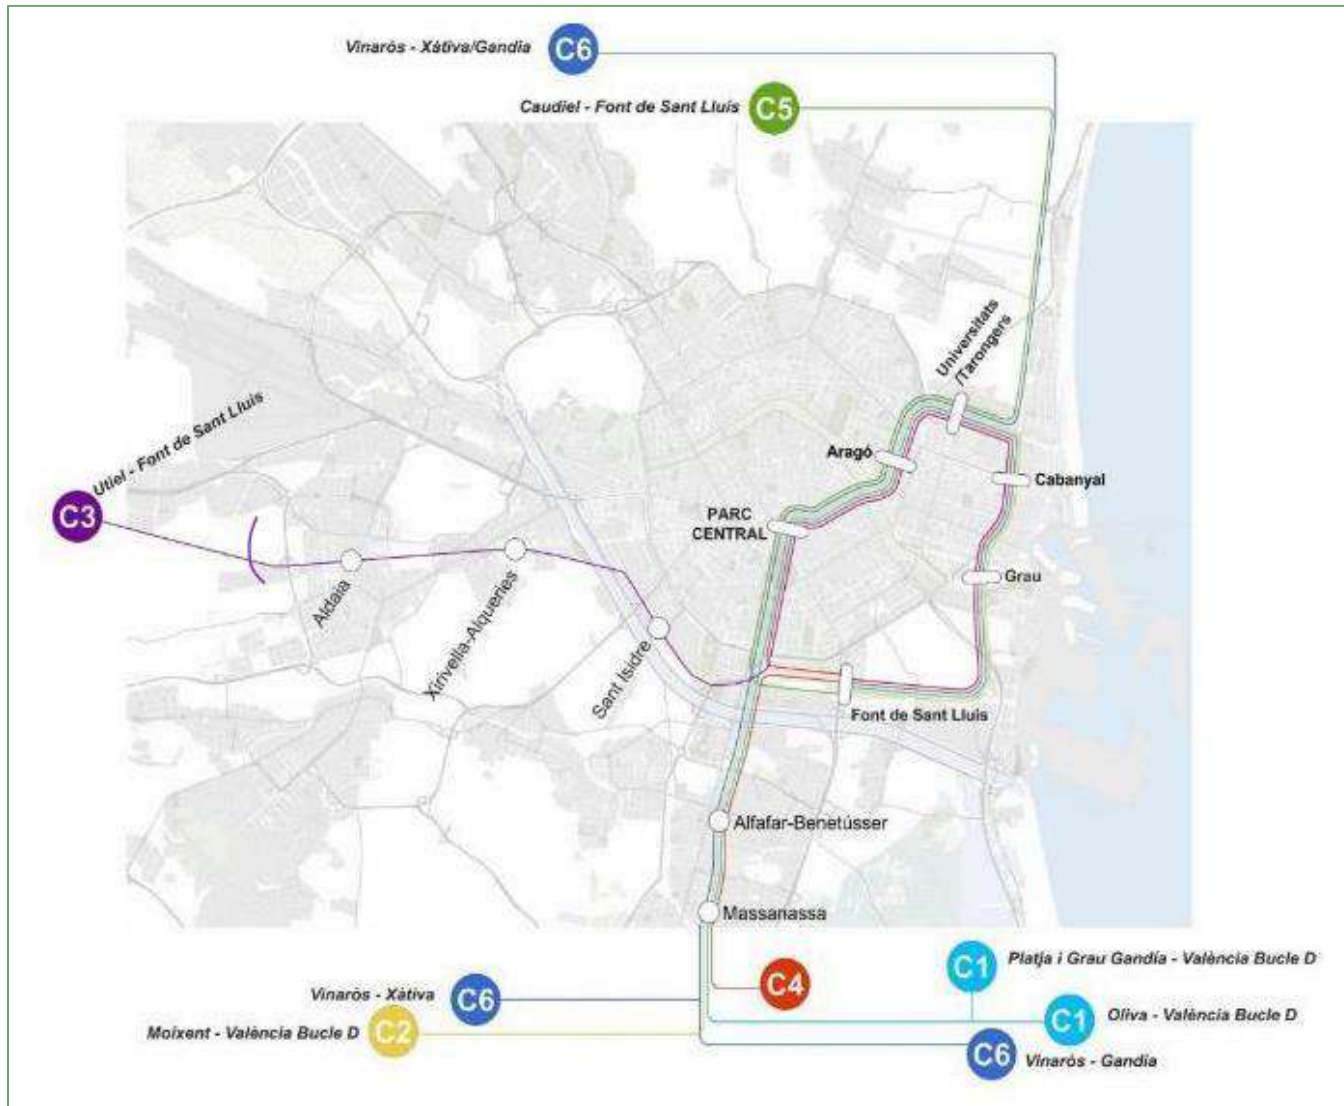 Vinaròs - Xàtiva/Gandia
C6
Caudiel - Font de Sant Lluís
C5
Universitats
/Tarongers
Utiel - Font de Sant Lluís
C3
Aragó
Cabanyal
PARC
CENTRAL
Grau
Aldaia
Xirivella-Alqueries
Sant Isidre
Font de Sant Lluís
Alfafar-Benetússer
Massanassa
C1
Platja i Grau Gandía - València Bucle D
C4
Vinaròs - Xàtiva
C6
C1
Oliva - València Bucle D
Moixent - València Bucle D
C2
C6
Vinaròs - Gandía